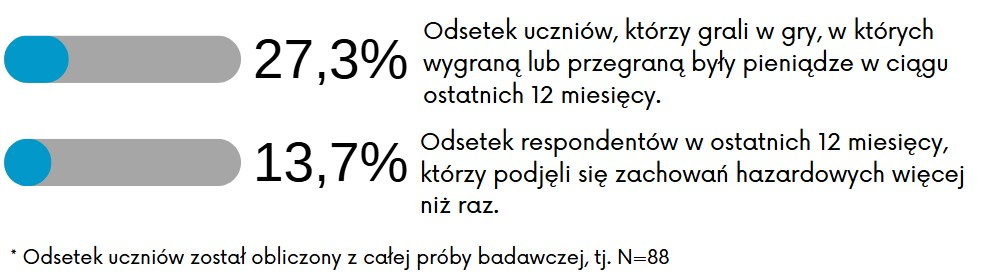 27,3%
Odsetek uczniów, którzy grali w gry, w których
wygraną lub przegraną były pieniądze w ciągu
ostatnich 12 miesięcy.
13,7%
Odsetek respondentów w ostatnich 12 miesięcy,
którzy podjęli się zachowań hazardowych więcej
niż raz.
* Odsetek uczniów został obliczony z całej próby badawczej, tj. N=88